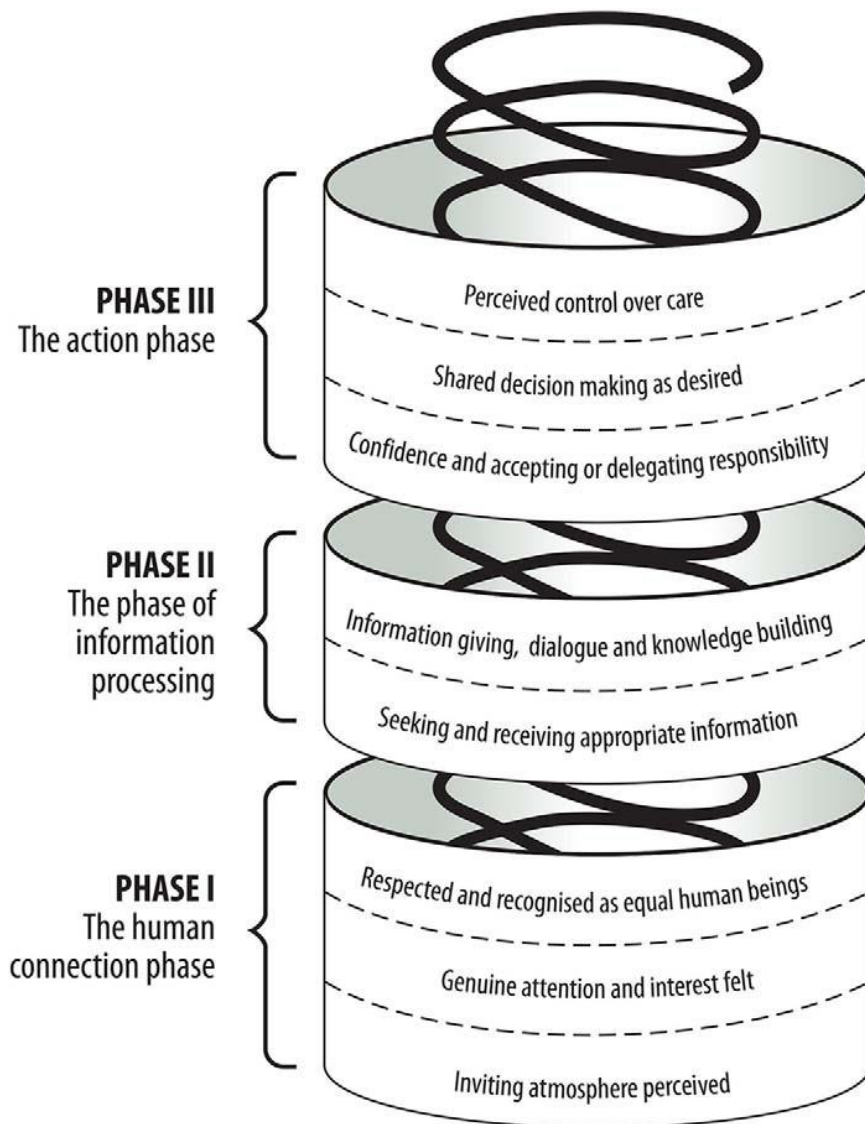 PHASE III
The action phase
Perceived control over care
Shared decision making as desired
Confidence and accepting or delegating responsibility
PHASE II
The phase of
information
processing
Information giving, dialogue and knowledge building
Seeking and receiving appropriate information
PHASE I
The human
connection phase
Respected and recognised as equal human beings
Genuine attention and interest felt
Inviting atmosphere perceived